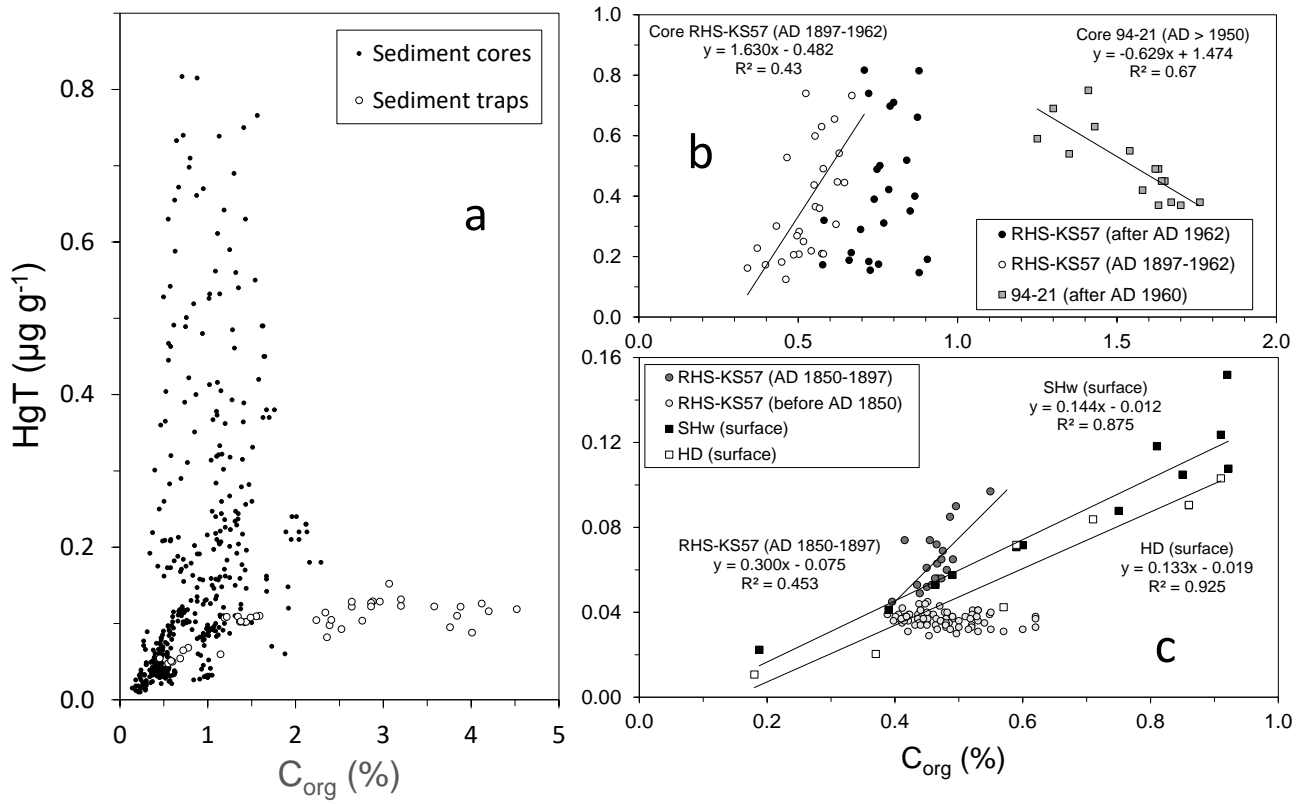 Sediment cores
Sediment traps
a
HgT (µg g-1)
0.8
0.6
0.4
0.2
0.0
0
1
2
3
4
5
Corg (%)
1.0
0.8
0.6
0.4
0.2
0.0
Core RHS-KS57 (AD 1897-1962)
y = 1.630x - 0.482
R² = 0.43
Core 94-21 (AD > 1950)
y = -0.629x + 1.474
R² = 0.67
b
RHS-KS57 (after AD 1962)
RHS-KS57 (AD 1897-1962)
94-21 (after AD 1960)
0.0
0.5
1.0
1.5
2.0
0.16
0.12
0.08
0.04
0.00
RHS-KS57 (AD 1850-1897)
RHS-KS57 (before AD 1850)
SHw (surface)
HD (surface)
SHw (surface)
y = 0.144x - 0.012
R² = 0.875
RHS-KS57 (AD 1850-1897)
y = 0.300x - 0.075
R² = 0.453
HD (surface)
y = 0.133x - 0.019
R² = 0.925
c
0.2
0.4
0.6
0.8
1.0
Corg (%)